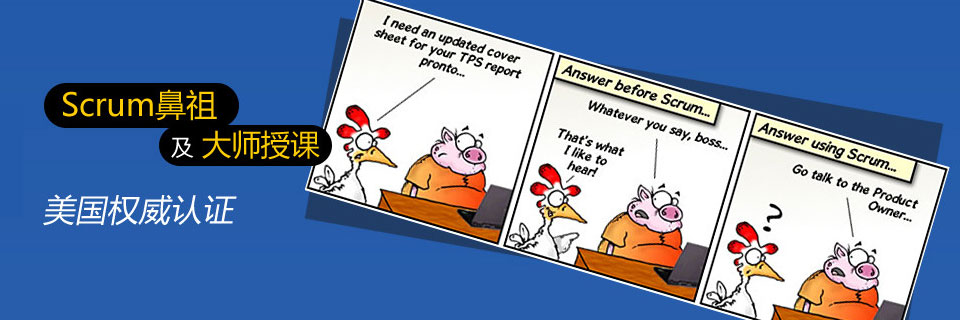 Scrum鼻祖
及 大师授课
美国权威认证
I need an updated cover
sheet for your TPS report
pronto...
Answer before Scrum...
Whatever you say, boss...
That's what
I like to
hear!
Answer using Scrum...
Go talk to the Product
Owner...
?